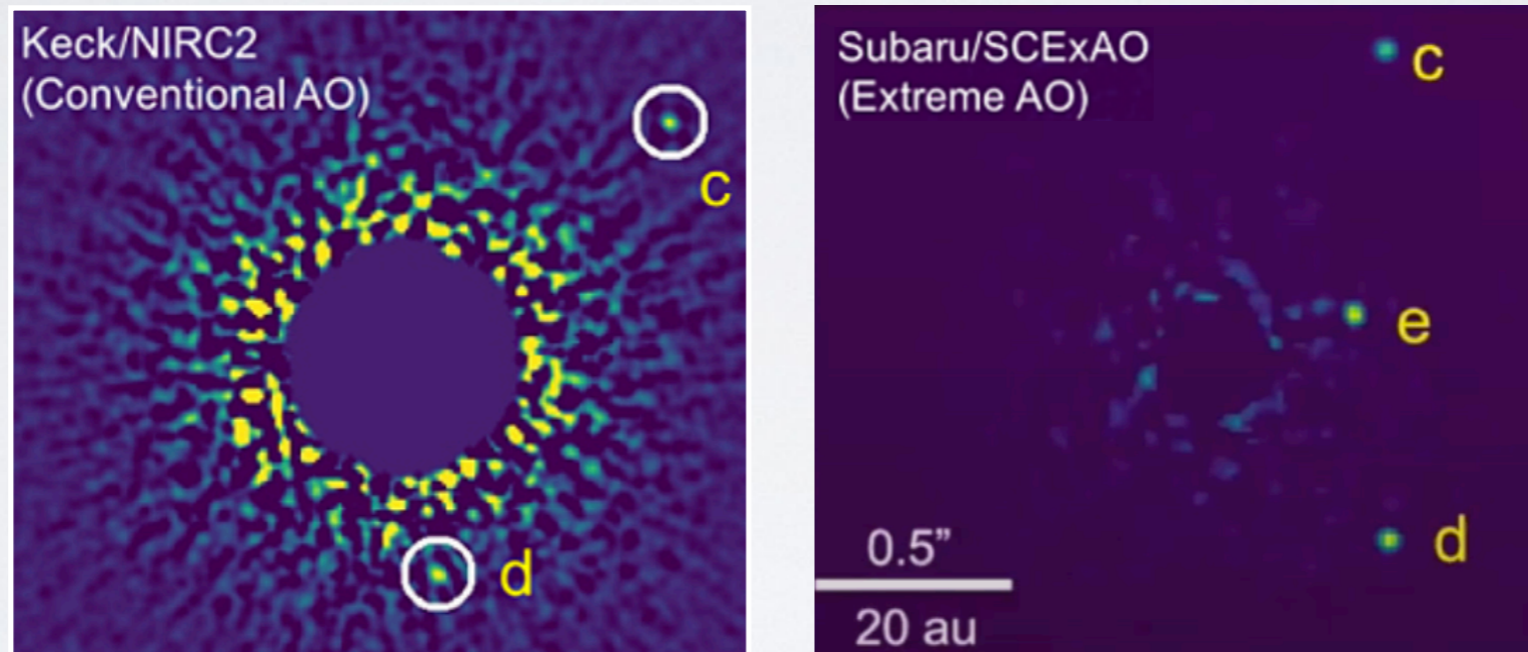 Keck/NIRC2
(Conventional AO)
c
d
Subaru/SCExAO
(Extreme AO)
c
e
d
0.5”
20 au